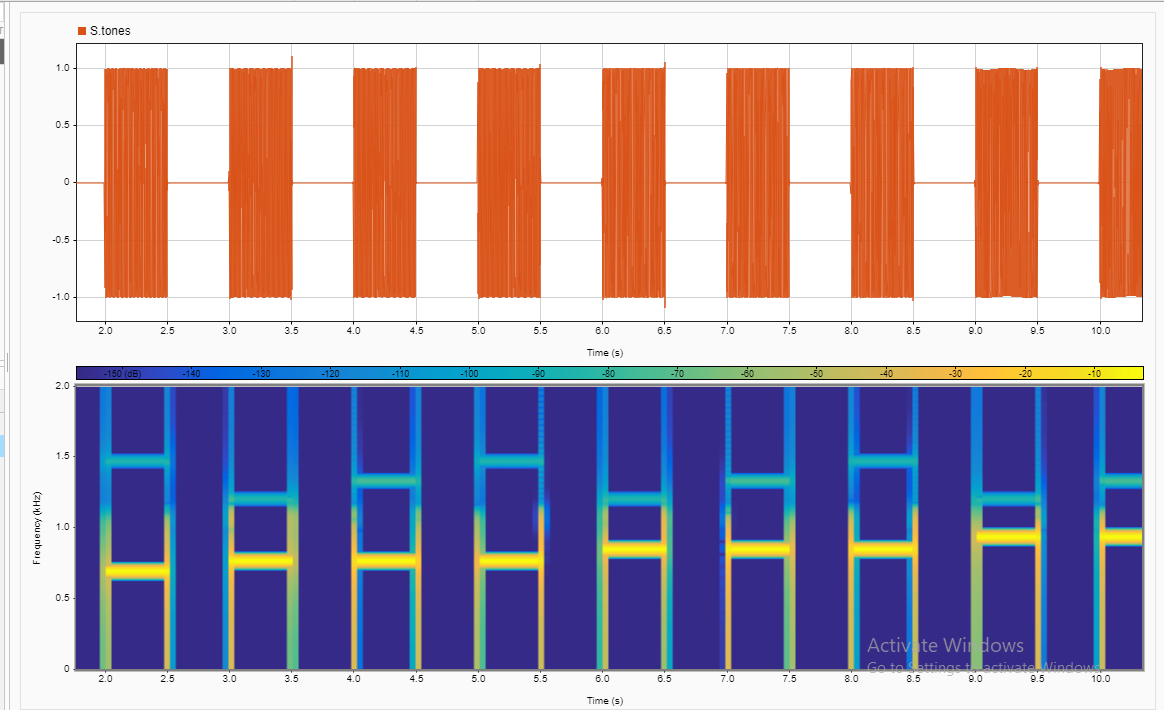 S.tones
1.0
0.5
0
-0.5
-1.0
2.0 2.5 3.0 3.5 4.0 4.5 5.0 5.5 6.0 6.5 7.0 7.5 8.0 8.5 9.0 9.5 10.0
Time (s)
-150 (dB) -140 -130 -120 -110 -100 -90 -80 -70 -60 -50 -40 -30 -20 -10
2.0
1.5
1.0
0.5
0
Frequency (kHz)
Activate Windows
Go to Settings to activate Windows.
2.0 2.5 3.0 3.5 4.0 4.5 5.0 5.5 6.0 6.5 7.0 7.5 8.0 8.5 9.0 9.5 10.0
Time (s)